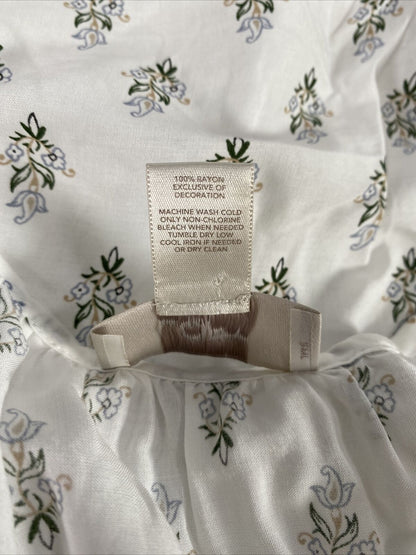 100% RAYON
EXCLUSIVE OF
DECORATION
MACHINE WASH COLD
ONLY NON-CHLORINE
BLEACH WHEN NEEDED
TUMBLE DRY LOW
COOL IRON IF NEEDED
OR DRY CLEAN